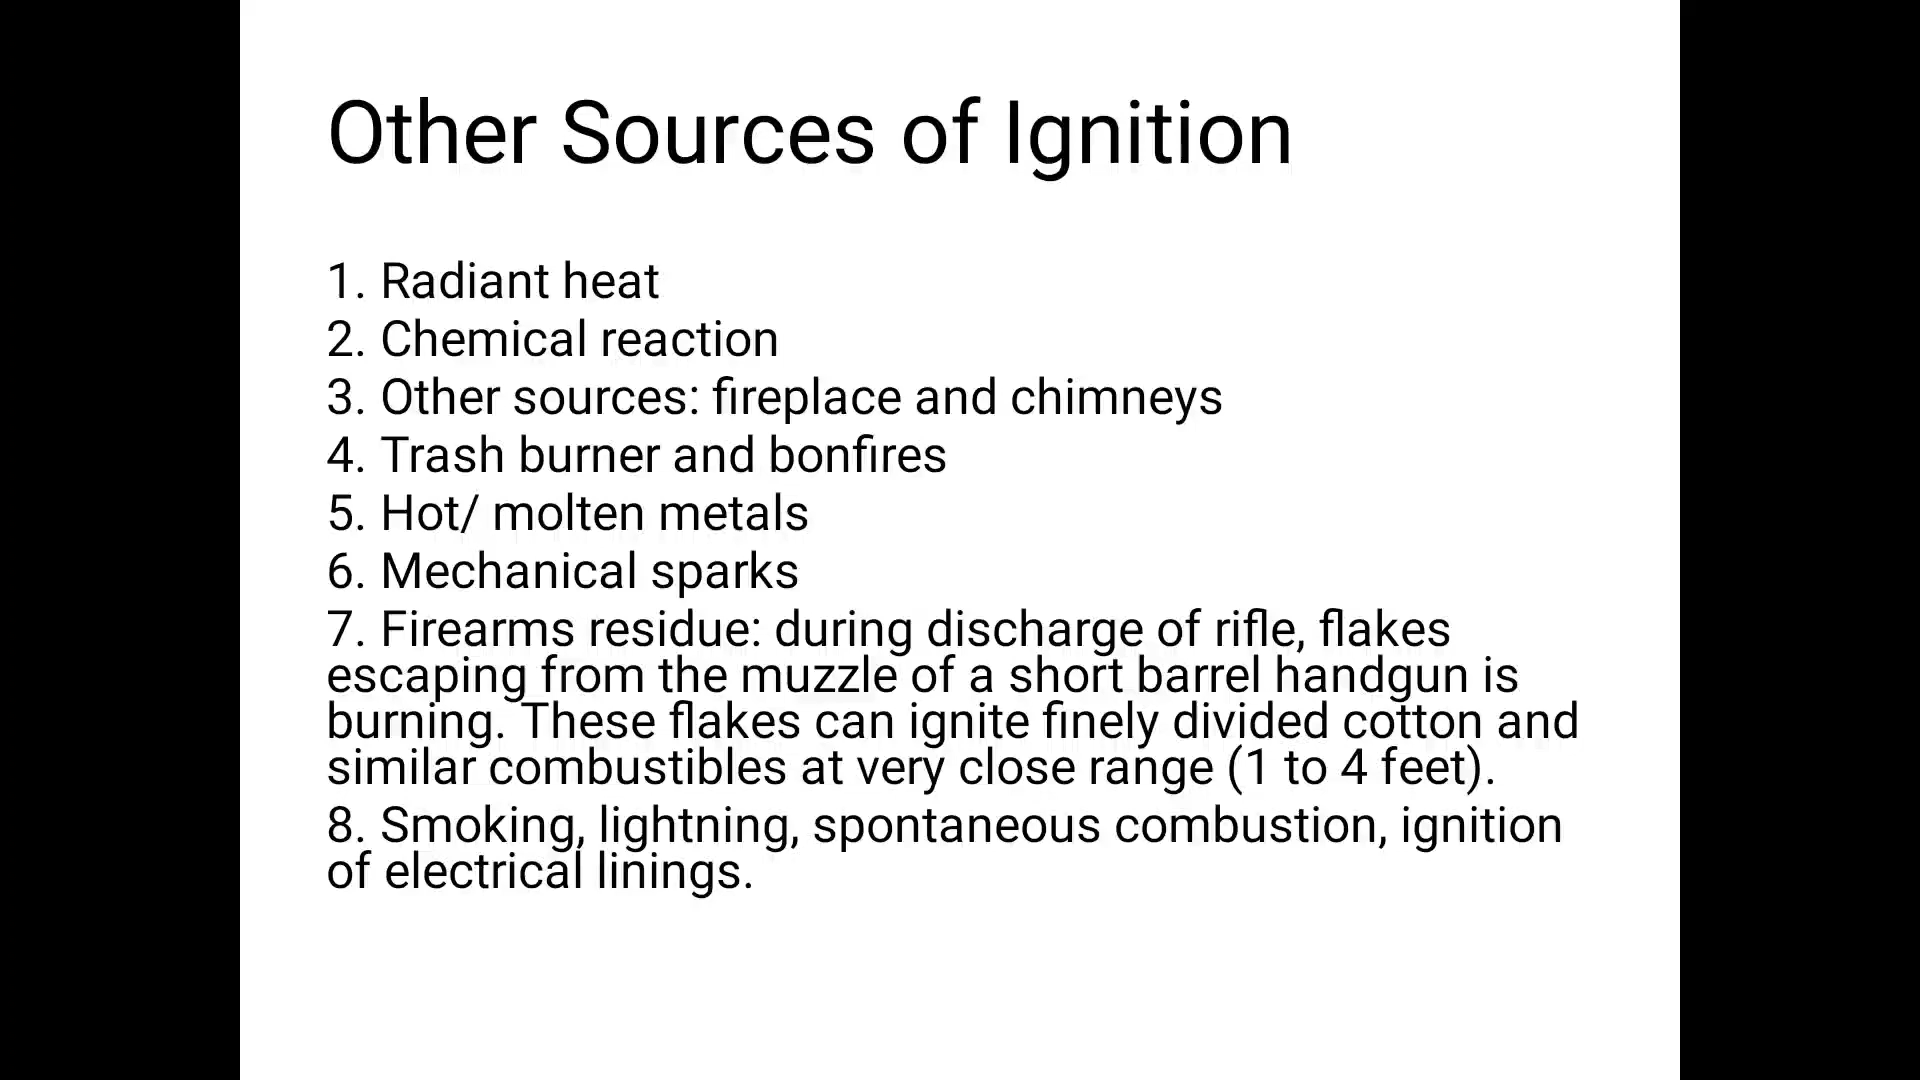 Other Sources of Ignition
1. Radiant heat
2. Chemical reaction
3. Other sources: fireplace and chimneys
4. Trash burner and bonfires
5. Hot/ molten metals
6. Mechanical sparks
7. Firearms residue: during discharge of rifle, flakes
escaping from the muzzle of a short barrel handgun is
burning. These flakes can ignite finely divided cotton and
similar combustibles at very close range (1 to 4 feet).
8. Smoking, lightning, spontaneous combustion, ignition
of electrical linings.